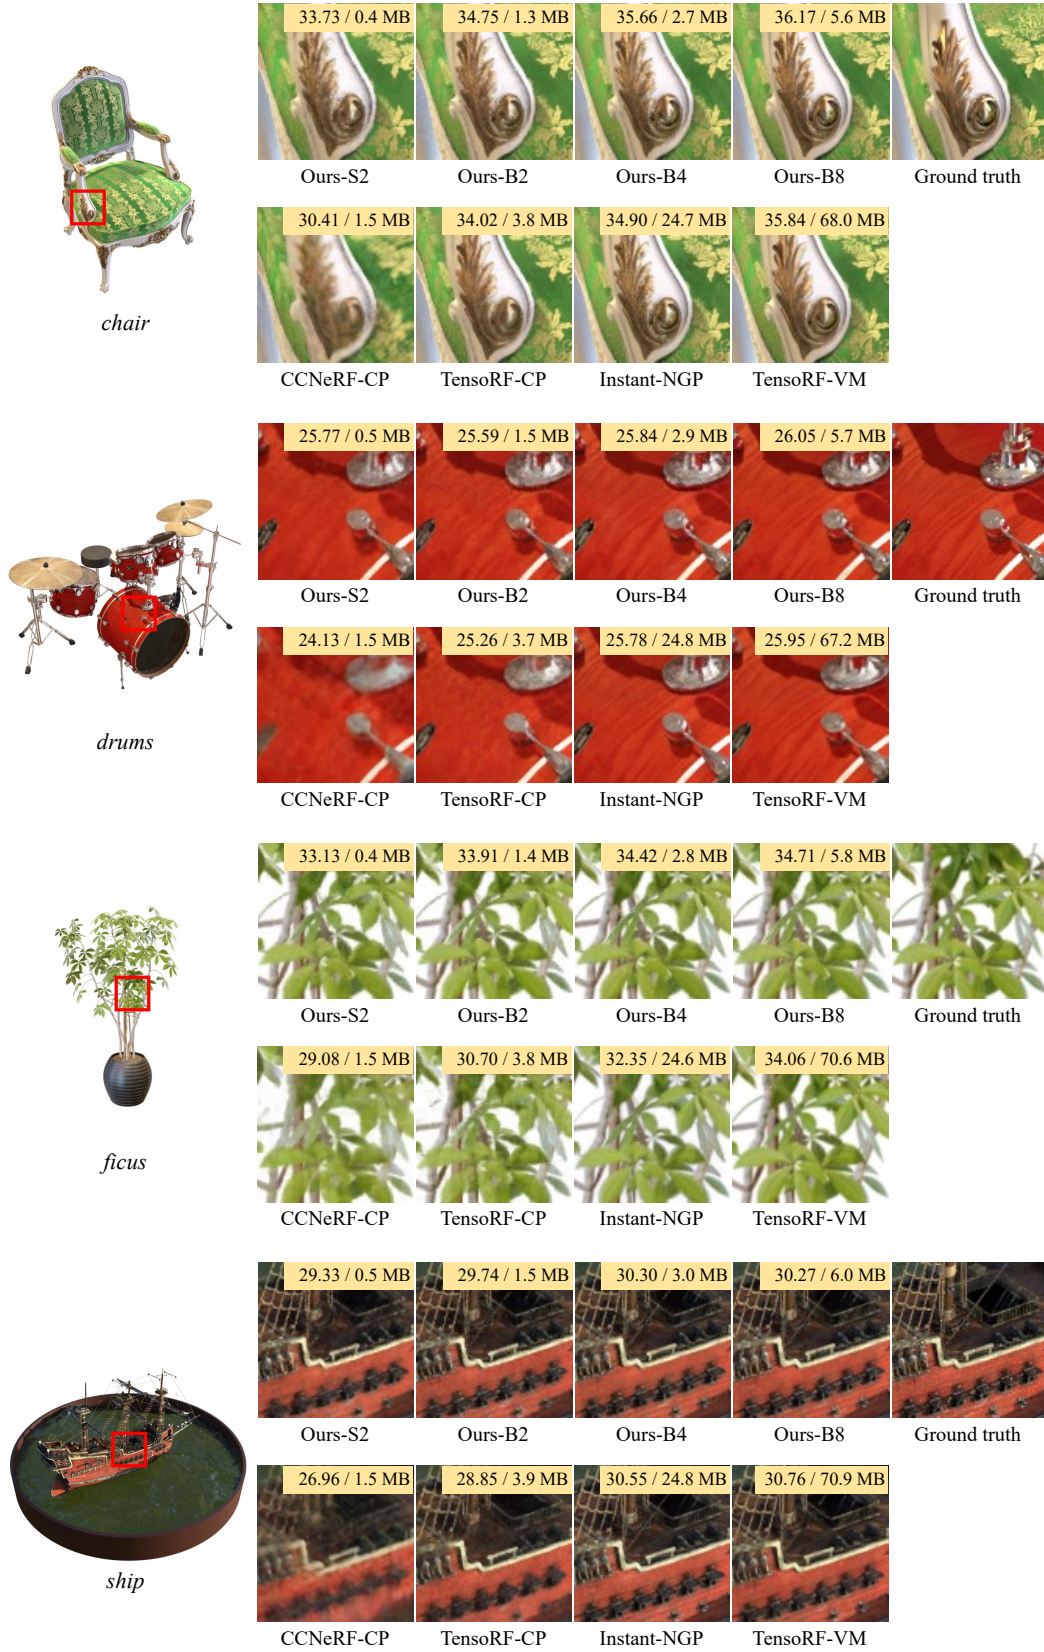 33.73 / 0.4 MB 34.75 / 1.3 MB 35.66 / 2.7 MB 36.17 / 5.6 MB
Ours-S2 Ours-B2 Ours-B4 Ours-B8 Ground truth
30.41 / 1.5 MB 34.02 / 3.8 MB 34.90 / 24.7 MB 35.84 / 68.0 MB
chair
CCNeRF-CP TensoRF-CP Instant-NGP TensoRF-VM
25.77 / 0.5 MB 25.59 / 1.5 MB 25.84 / 2.9 MB 26.05 / 5.7 MB
Ours-S2 Ours-B2 Ours-B4 Ours-B8 Ground truth
24.13 / 1.5 MB 25.26 / 3.7 MB 25.78 / 24.8 MB 25.95 / 67.2 MB
drums
CCNeRF-CP TensoRF-CP Instant-NGP TensoRF-VM
33.13 / 0.4 MB 33.91 / 1.4 MB 34.42 / 2.8 MB 34.71 / 5.8 MB
Ours-S2 Ours-B2 Ours-B4 Ours-B8 Ground truth
29.08 / 1.5 MB 30.70 / 3.8 MB 32.35 / 24.6 MB 34.06 / 70.6 MB
ficus
CCNeRF-CP TensoRF-CP Instant-NGP TensoRF-VM
29.33 / 0.5 MB 29.74 / 1.5 MB 30.30 / 3.0 MB 30.27 / 6.0 MB
Ours-S2 Ours-B2 Ours-B4 Ours-B8 Ground truth
26.96 / 1.5 MB 28.85 / 3.9 MB 30.55 / 24.8 MB 30.76 / 70.9 MB
ship
CCNeRF-CP TensoRF-CP Instant-NGP TensoRF-VM